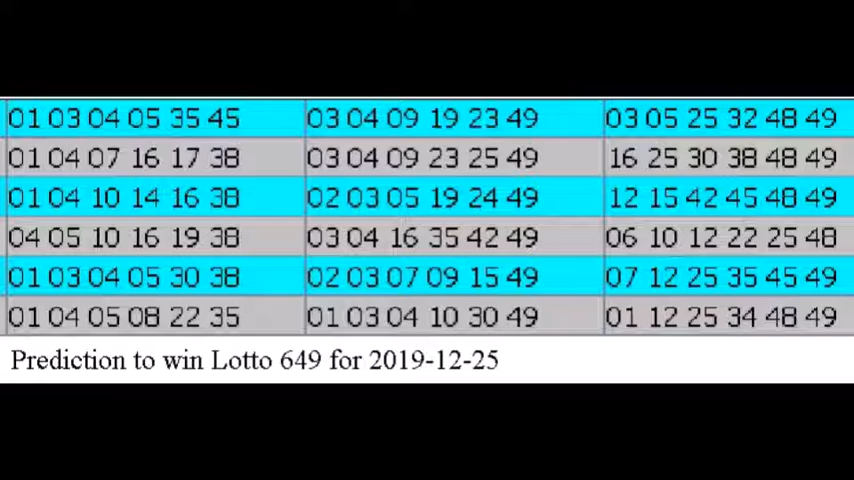 01 03 04 05 35 45 03 04 09 19 23 49 03 05 25 32 48 49
01 04 07 16 17 38 03 04 09 23 25 49 16 25 30 38 48 49
01 04 10 14 16 38 02 03 05 19 24 49 12 15 42 45 48 49
04 05 10 16 19 38 03 04 16 35 42 49 06 10 12 22 25 48
01 03 04 05 30 38 02 03 07 09 15 49 07 12 25 35 45 49
01 04 05 08 22 35 01 03 04 10 30 49 01 12 25 34 48 49
Prediction to win Lotto 649 for 2019-12-25